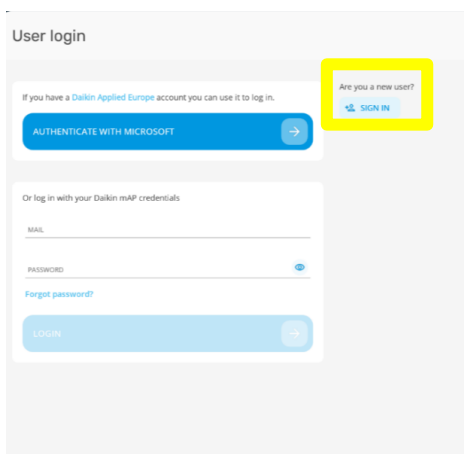 User login
If you have a Daikin Applied Europe account you can use it to log in.
AUTHENTICATE WITH MICROSOFT
Are you a new user?
SIGN IN
Or log in with your Daikin mAP credentials
MAIL
PASSWORD
Forgot password?
LOGIN